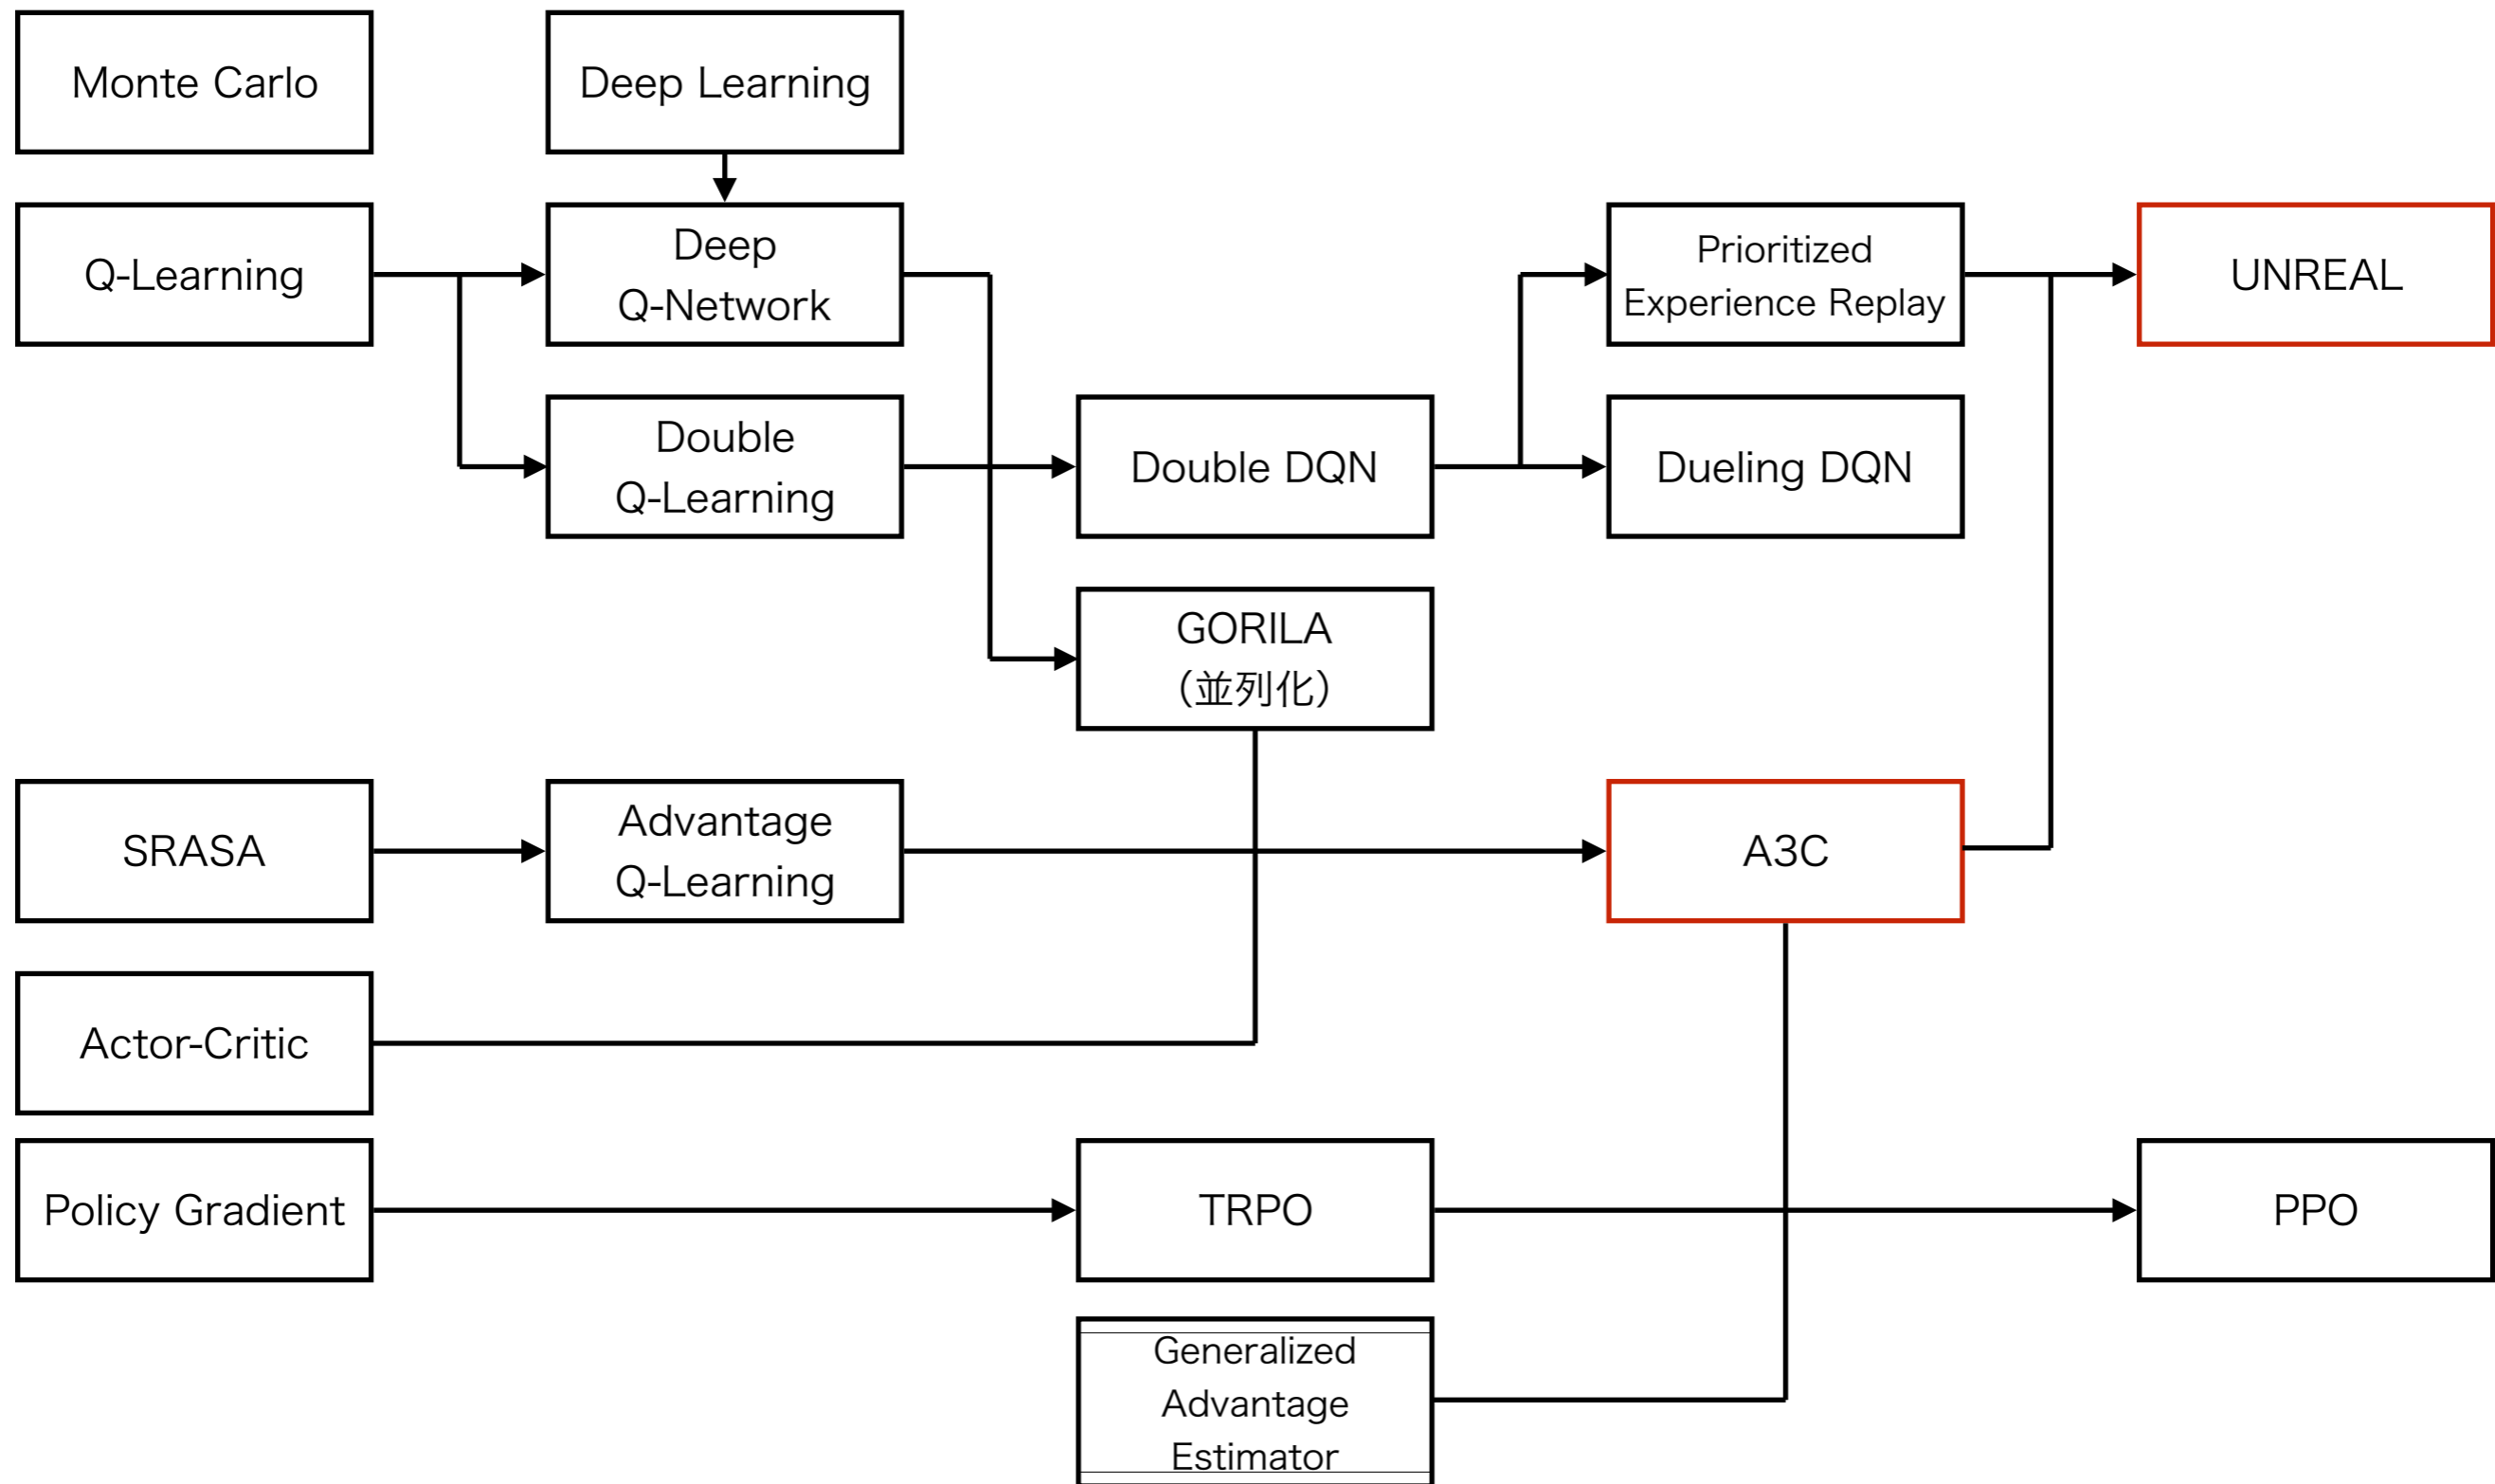 Monte Carlo
Deep Learning
Q-Learning
Deep
Q-Network
Prioritized
Experience Replay
UNREAL
Double
Q-Learning
Double DQN
Dueling DQN
GORILA
（並列化）
SRASA
Advantage
Q-Learning
A3C
Actor-Critic
Policy Gradient
TRPO
PPO
Generalized
Advantage
Estimator